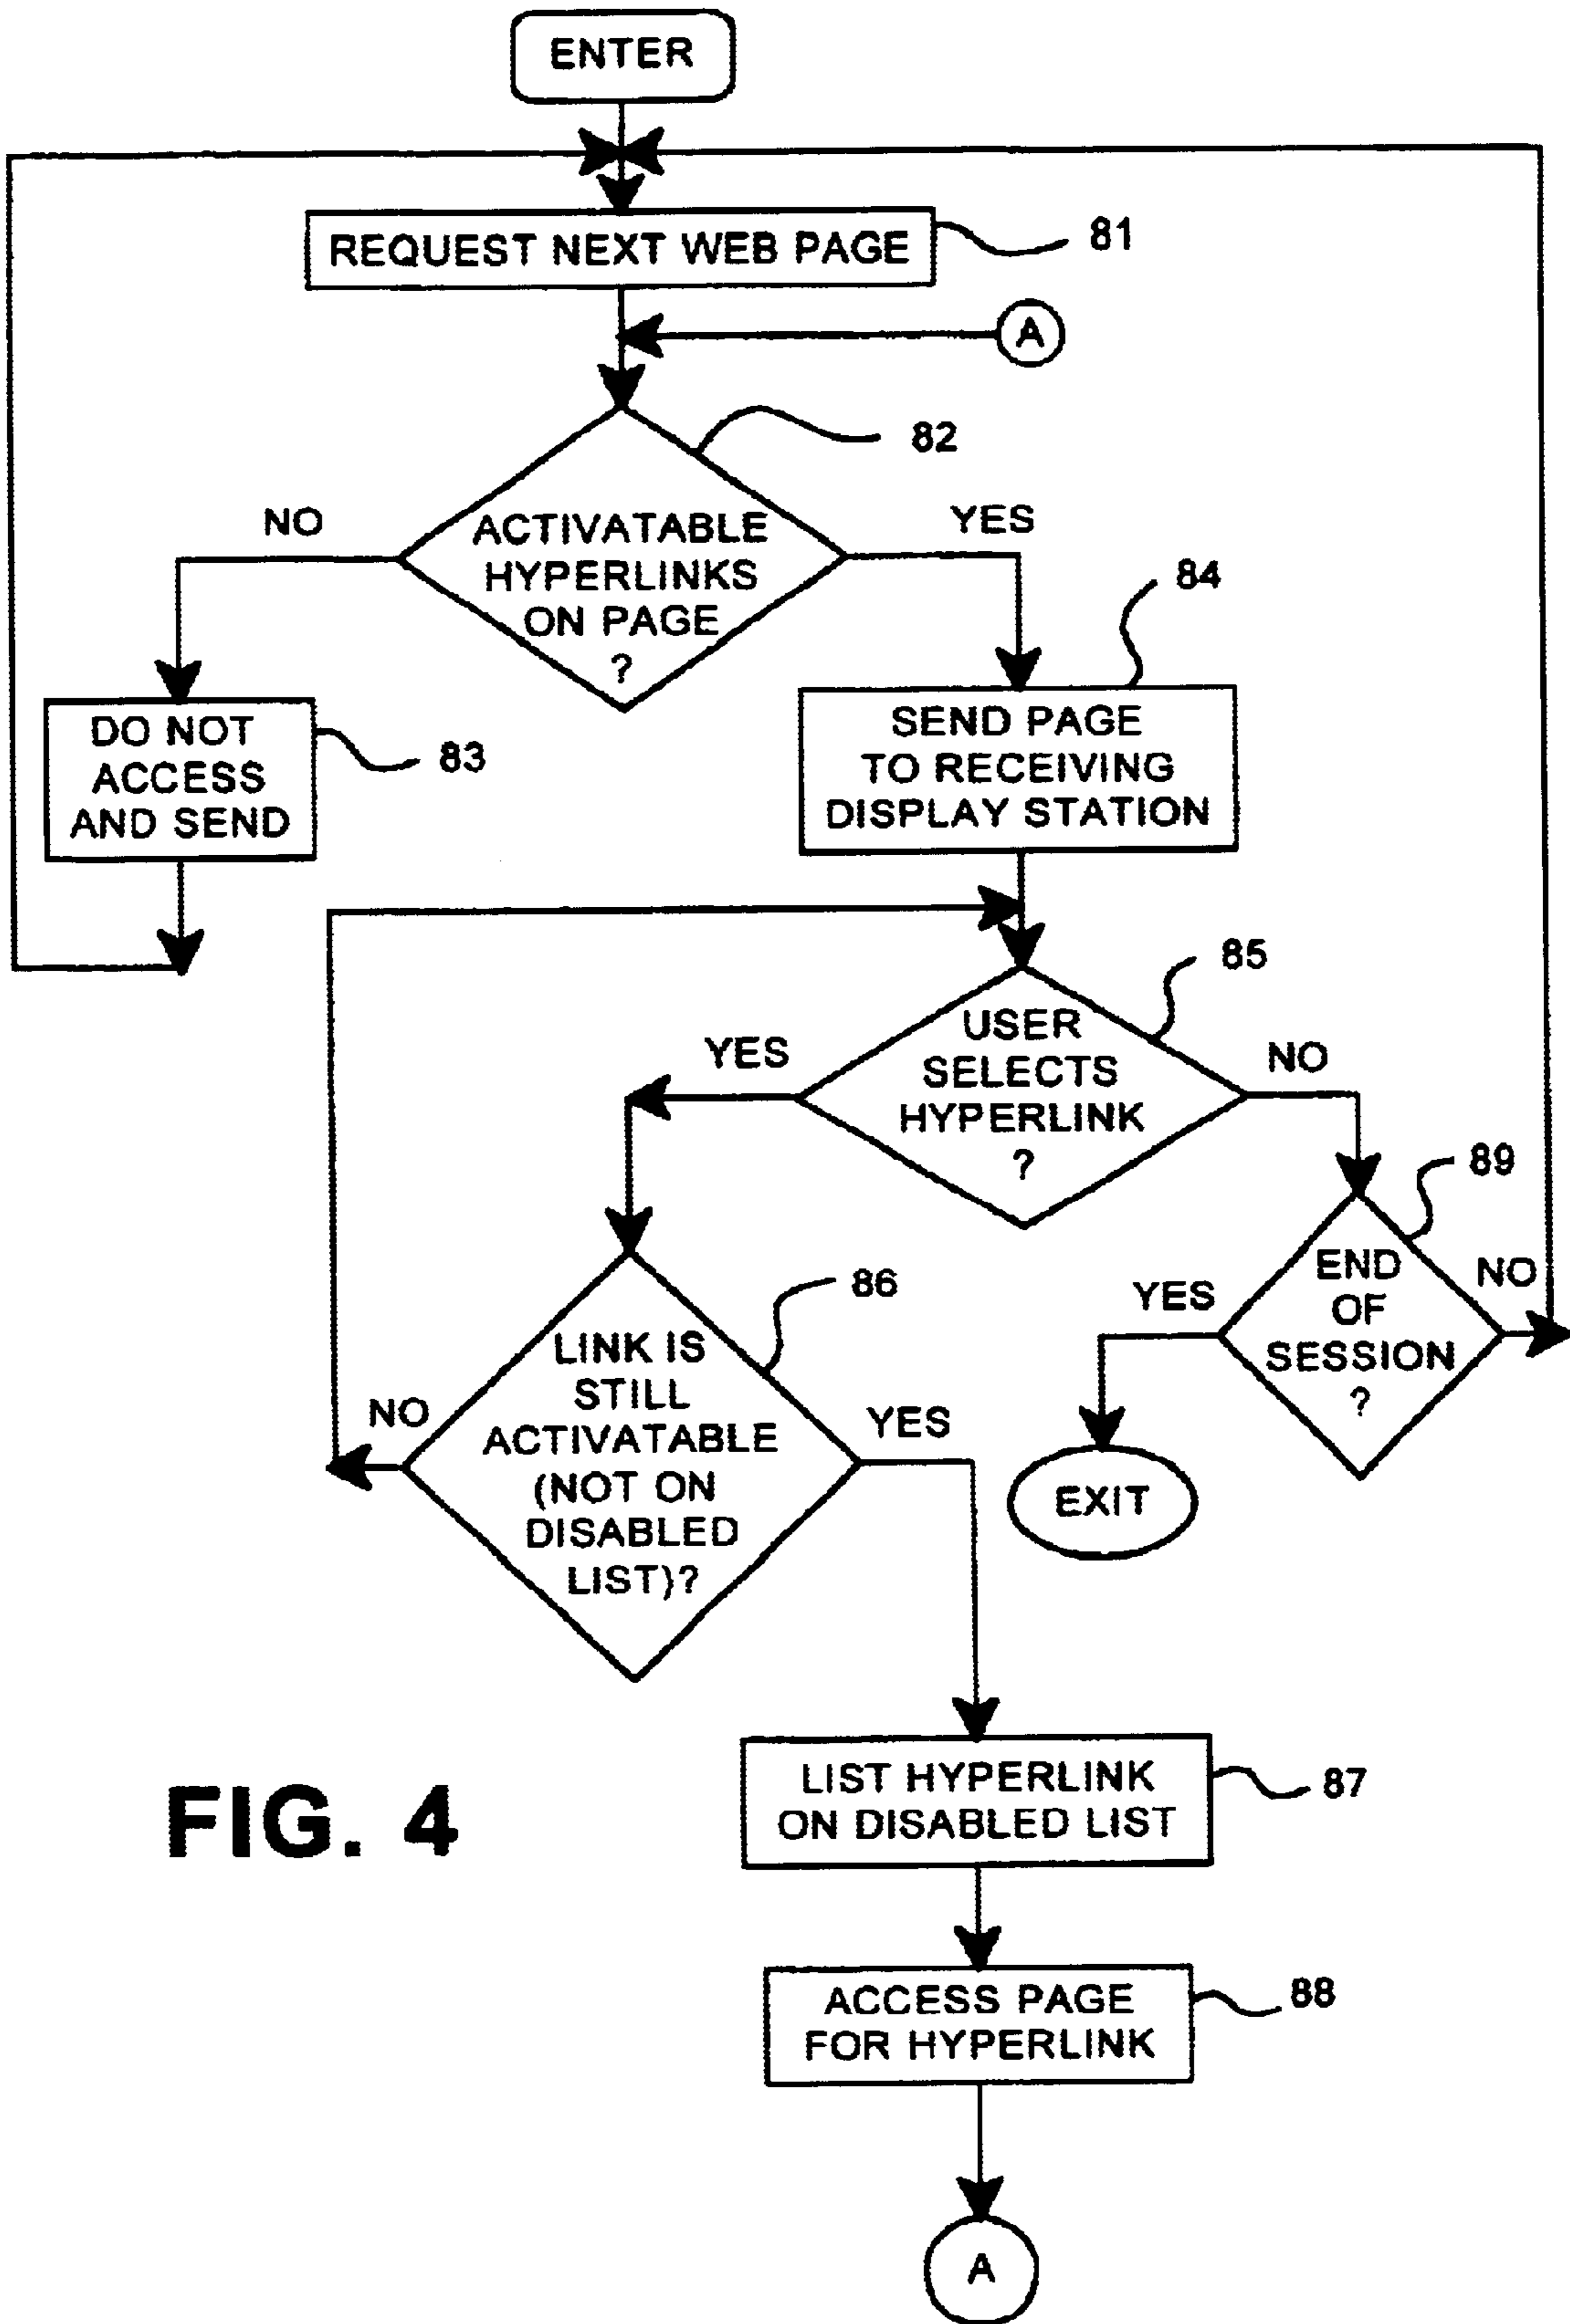 ENTER
REQUEST NEXT WEB PAGE
81
A
82
NO
ACTIVATABLE
HYPERLINKS
ON PAGE
?
YES
84
DO NOT
ACCESS
AND SEND
83
SEND PAGE
TO RECEIVING
DISPLAY STATION
85
YES
USER
SELECTS
HYPERLINK
?
NO
89
86
YES
END
OF
SESSION
?
NO
NO
LINK IS
STILL
ACTIVATABLE
(NOT ON
DISABLED
LIST)?
YES
EXIT
FIG. 4
LIST HYPERLINK
ON DISABLED LIST
87
ACCESS PAGE
FOR HYPERLINK
88
A